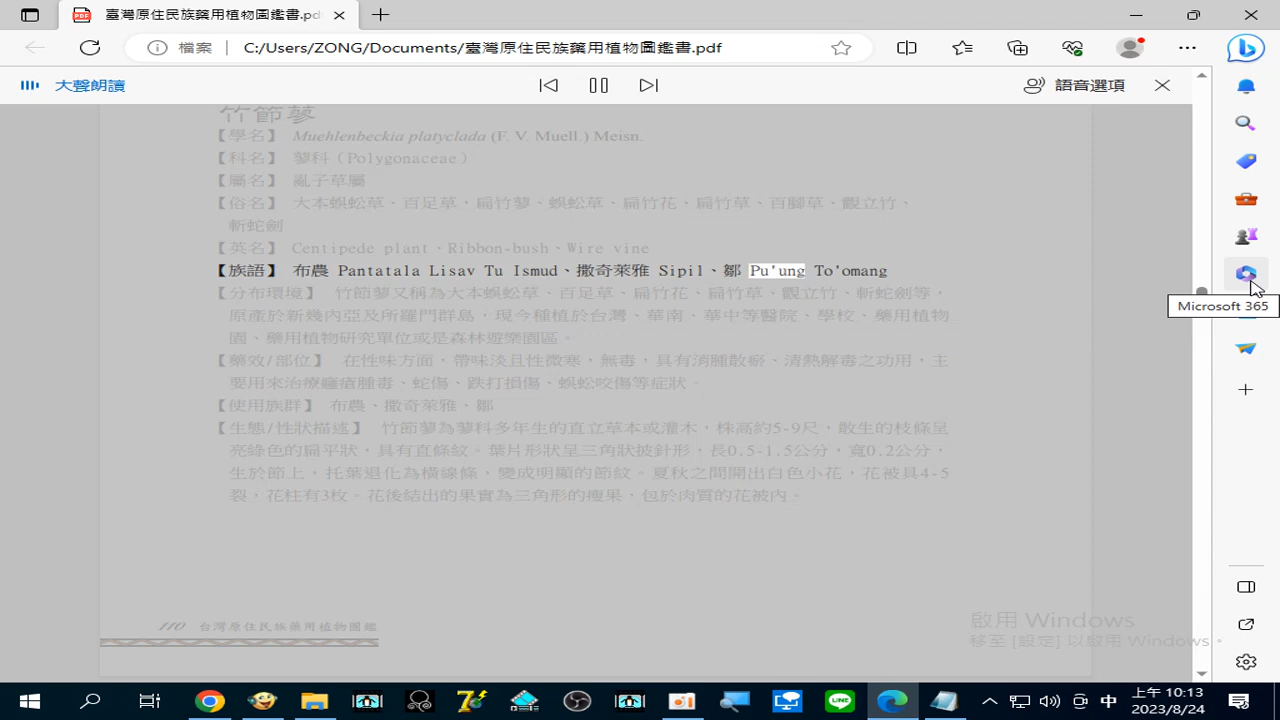 臺灣原住民族藥用植物圖鑑書.pdf
檔案 C:/Users/ZONG/Documents/臺灣原住民族藥用植物圖鑑書.pdf
大聲朗讀
語音選項
竹節蓼
【學名】 Muehlenbeckia platyclada (F. V. Muell.) Meisn.
【科名】 蓼科（Polygonaceae）
【屬名】 亂子草屬
【俗名】 大本蜈蚣草、百足草、扁竹蓼、蜈蚣草、扁竹花、扁竹草、百腳草、觀立竹、
斬蛇劍
【英名】 Centipede plant、Ribbon-bush、Wire vine
【族語】 布農 Pantatala Lisav Tu Ismud、撒奇萊雅 Sipil、鄒 Pu'ung To'omang
【分布環境】 竹節蓼又稱為大本蜈蚣草、百足草、扁竹花、扁竹草、觀立竹、斬蛇劍等，
原產於新幾內亞及所羅門群島，現今種植於台灣、華南、華中等醫院、學校、藥用植物
園、藥用植物研究單位或是森林遊樂園區。
【藥效/部位】 在性味方面，帶味淡且性微寒，無毒，具有消腫散瘀、清熱解毒之功用，主
要用來治療癰瘡腫毒、蛇傷、跌打損傷、蜈蚣咬傷等症狀。
【使用族群】 布農、撒奇萊雅、鄒
【生態/性狀描述】 竹節蓼為蓼科多年生的直立草本或灌木，株高約5-9尺，散生的枝條呈
亮綠色的扁平狀，具有直條紋。葉片形狀呈三角狀披針形，長0.5-1.5公分，寬0.2公分，
生於節上，托葉退化為橫線條，變成明顯的節紋。夏秋之間開出白色小花，花被具4-5
裂，花柱有3枚。花後結出的果實為三角形的瘦果，包於肉質的花被內。
Microsoft 365
110 台灣原住民族藥用植物圖鑑
啟用 Windows
移至 [設定] 以啟用 Windows。
中
上午 10:13
2023/8/24